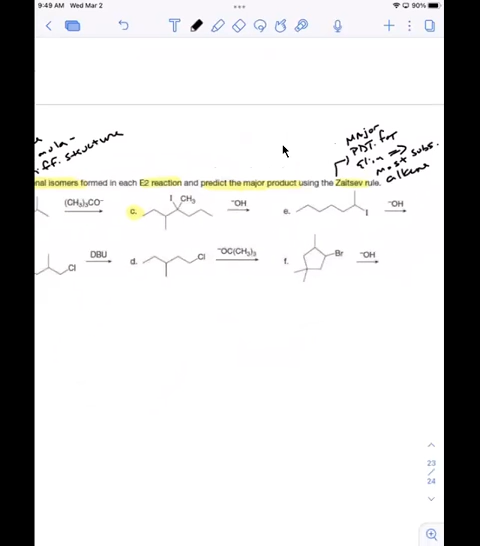 9:49 AM Wed Mar 2
90%
mula-
iff. structure
Major
PDT. for
Elim =>
most subs.
alkene
nal isomers formed in each E2 reaction and predict the major product using the Zaitsev rule.
(CH₃)₃CO⁻
c.
I CH₃
⁻OH
e.
I
⁻OH
Cl
DBU
d.
Cl
⁻OC(CH₃)₃
f.
Br
⁻OH
23
/
24